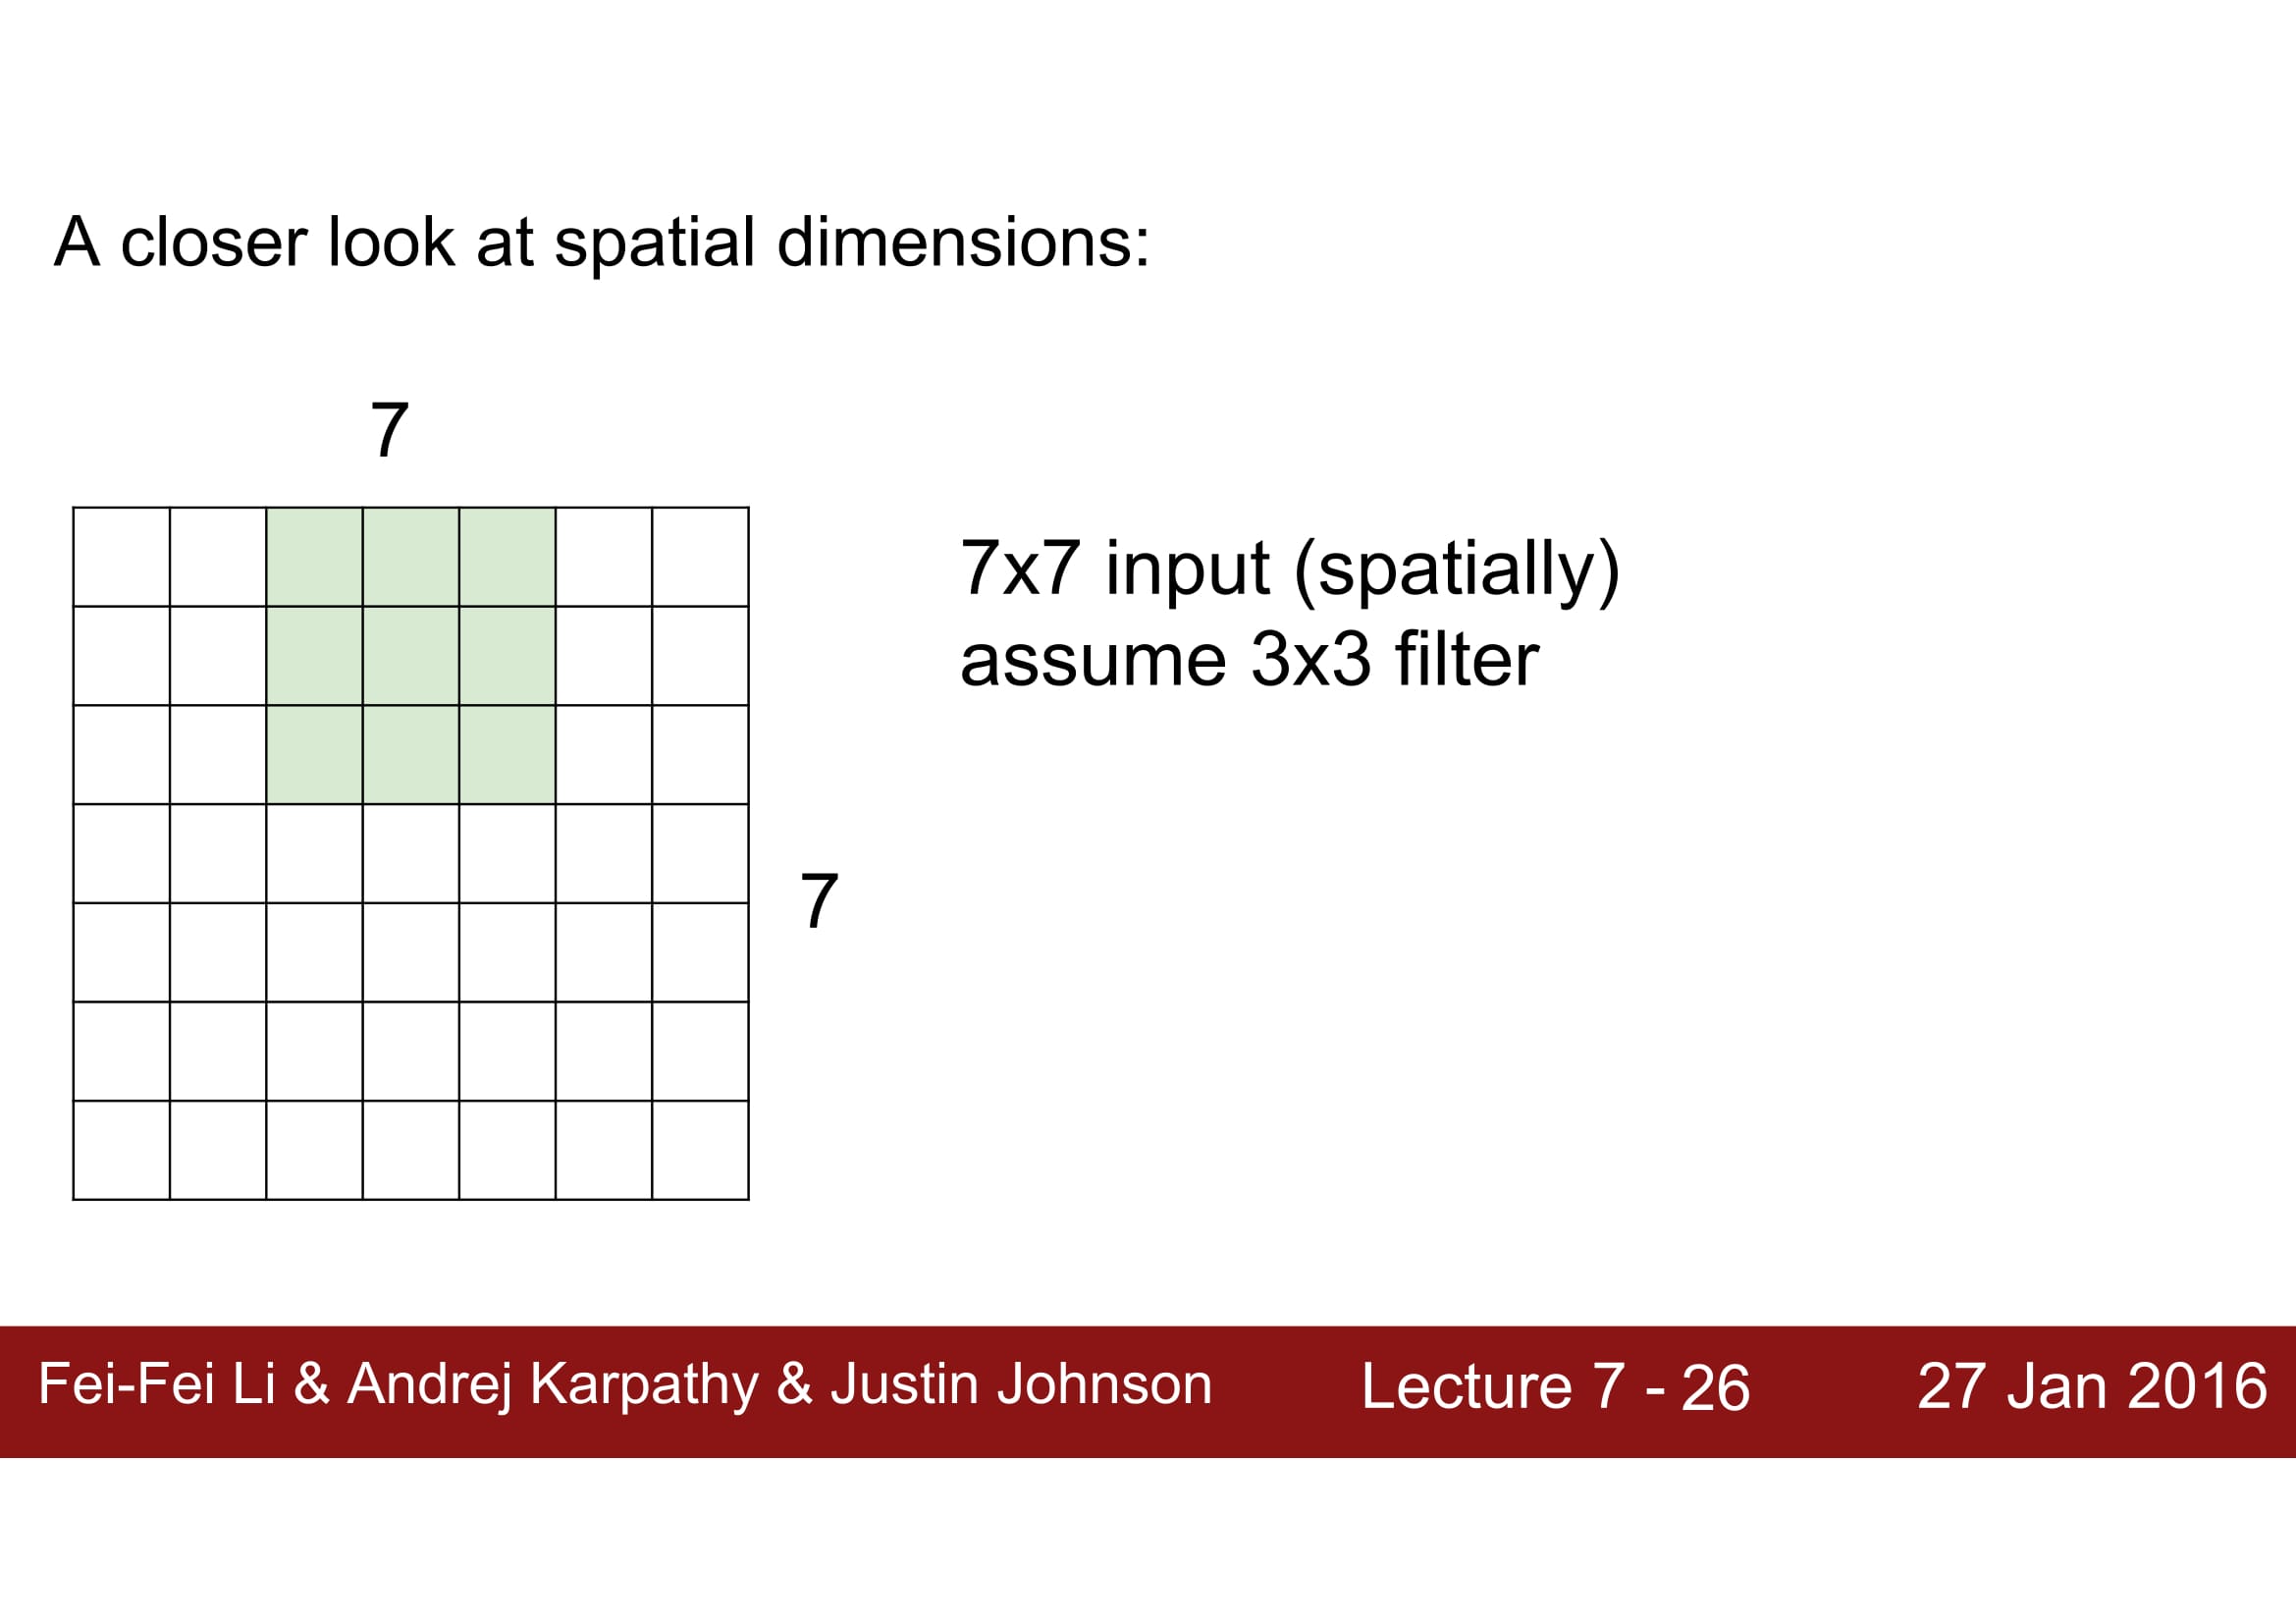 A closer look at spatial dimensions:
7
7x7 input (spatially)
assume 3x3 filter
7
Fei-Fei Li & Andrej Karpathy & Justin Johnson
Lecture 7 - 26
27 Jan 2016